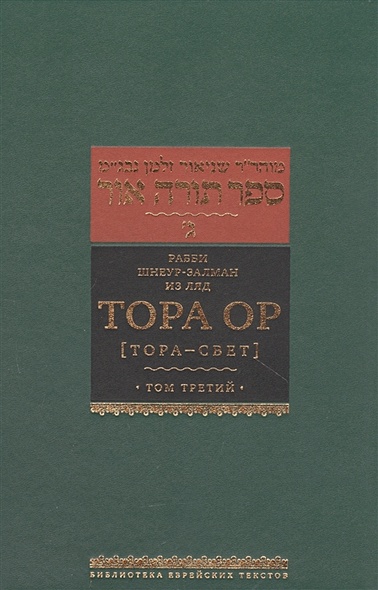 מוהר"ר שניאור זלמן נבג"מ
ספר תורה אור
ג׳
РАББИ
ШНЕУР-ЗАЛМАН
ИЗ ЛЯД
ТОРА ОР
[ТОРА—СВЕТ]
· ТОМ ТРЕТИЙ ·
БИБЛИОТЕКА ЕВРЕЙСКИХ ТЕКСТОВ